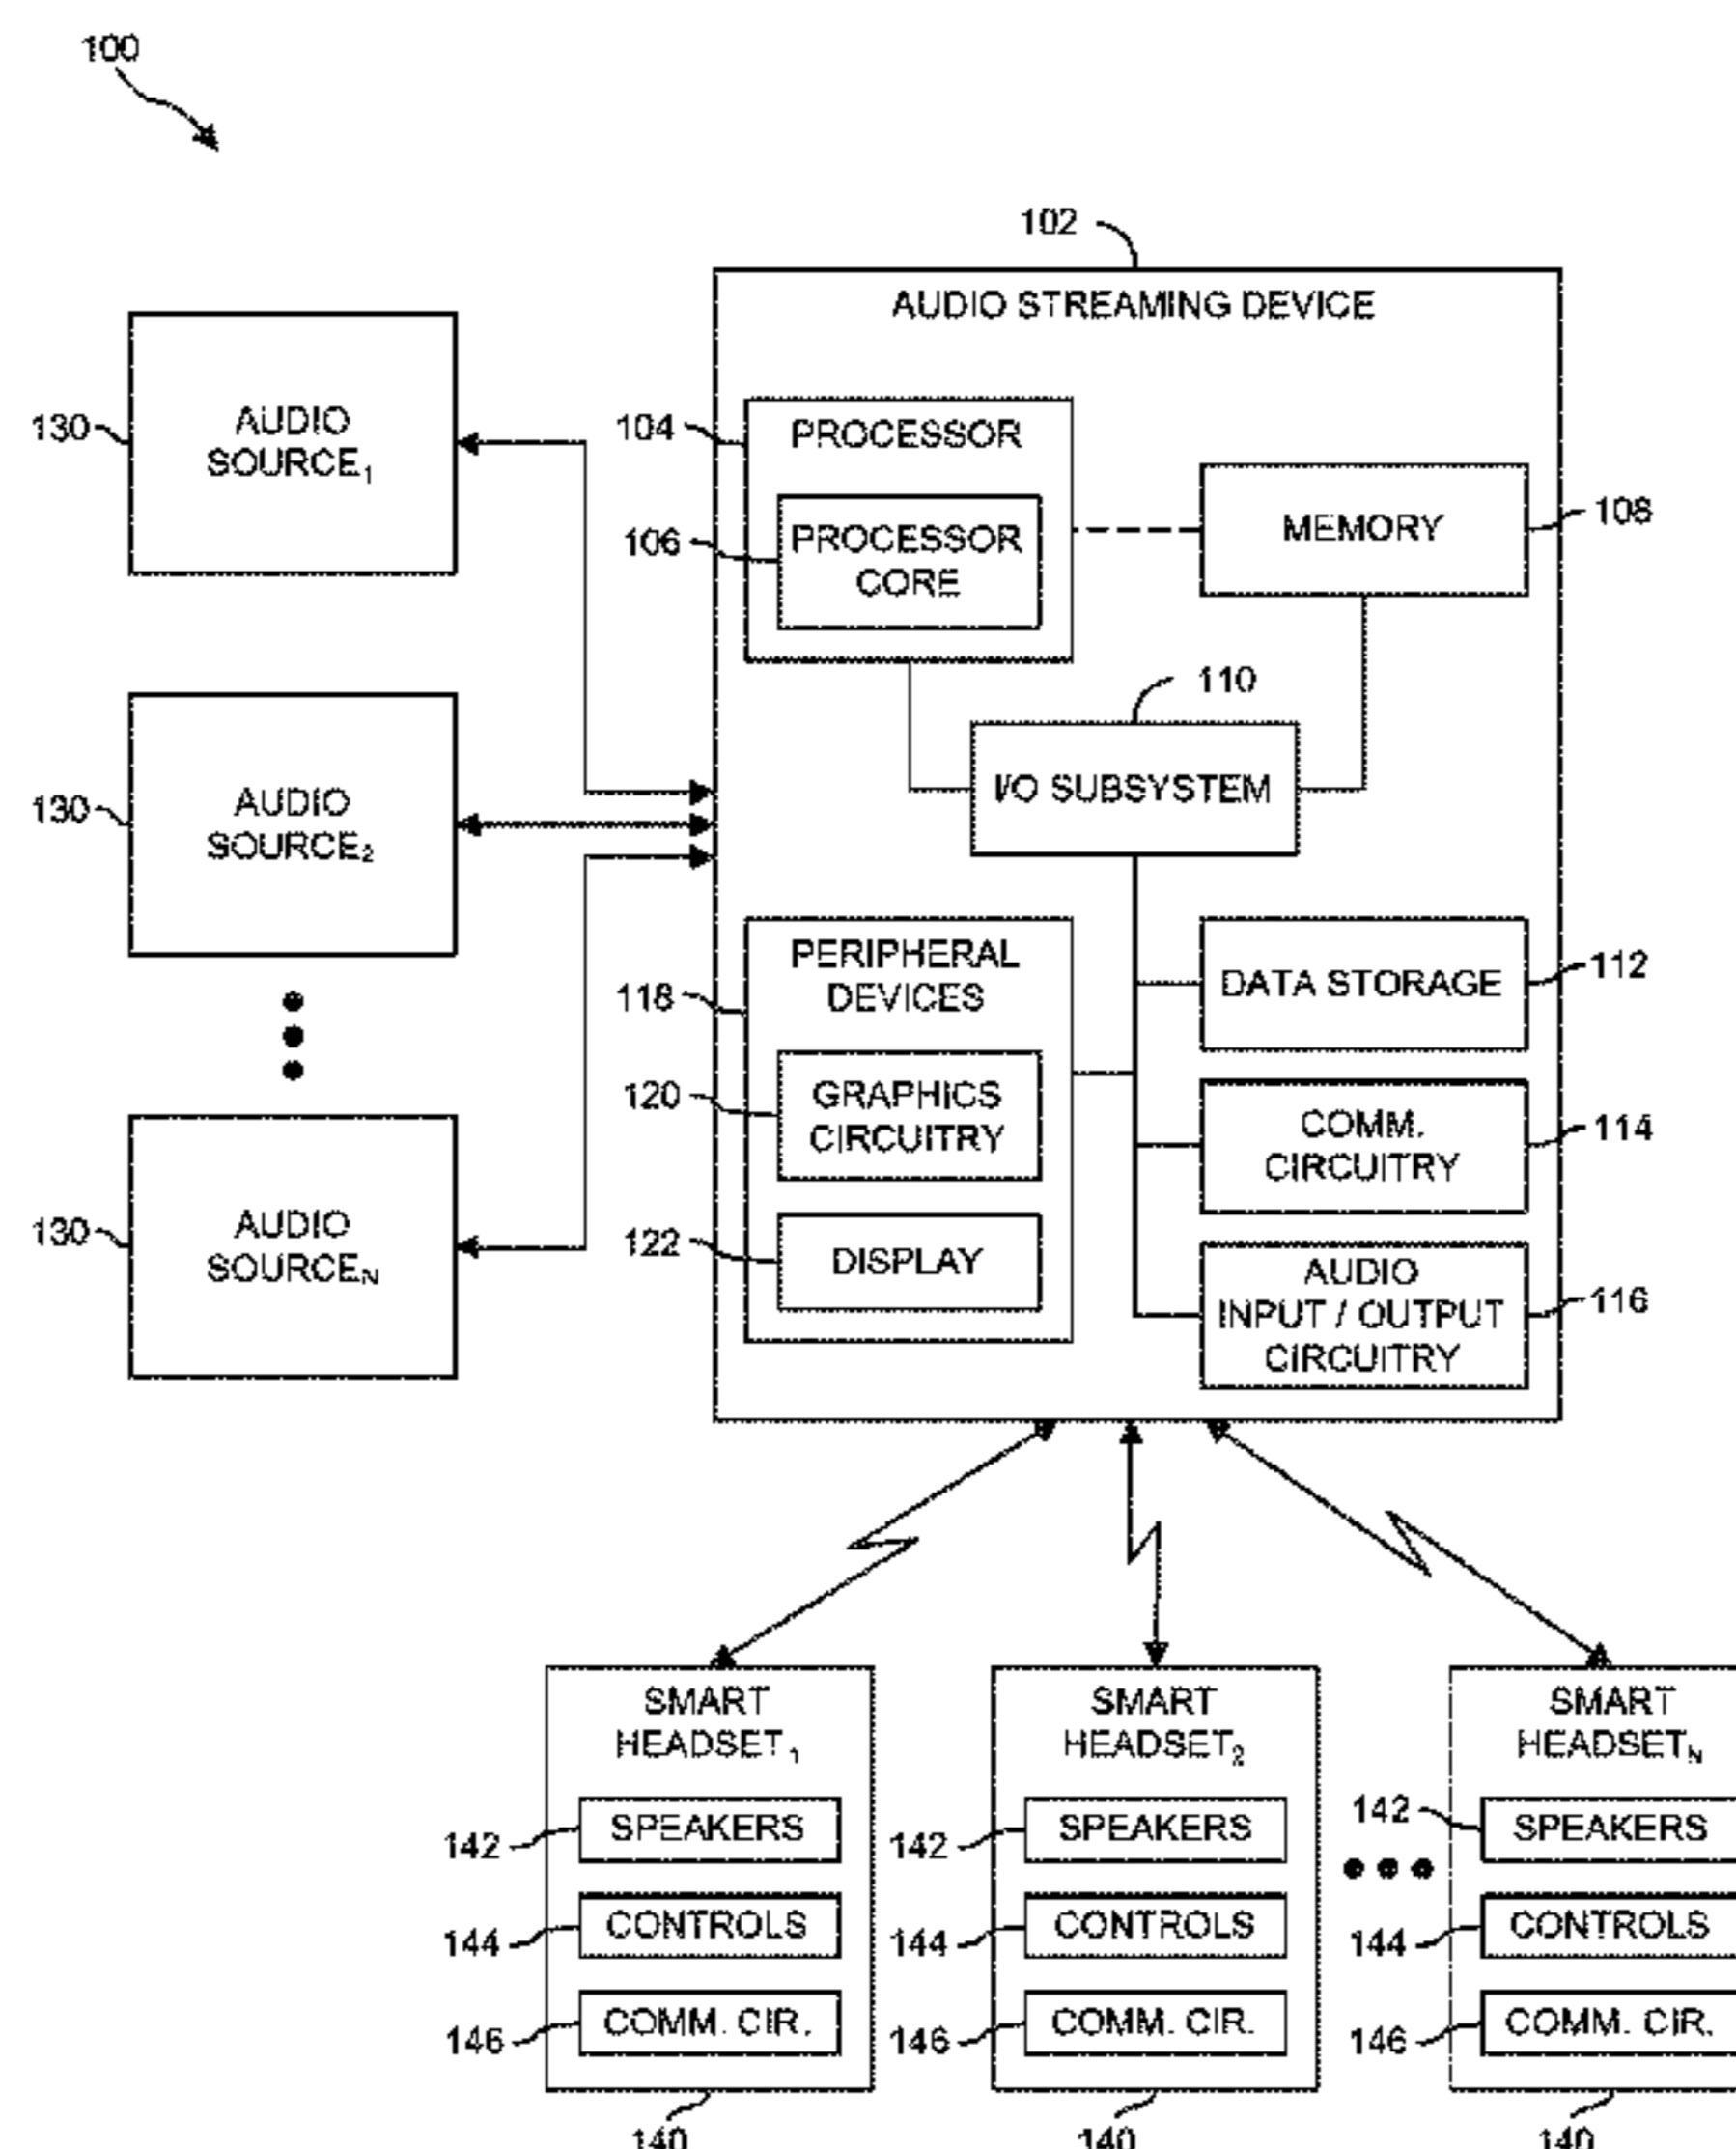 100
102
AUDIO STREAMING DEVICE
130
AUDIO
SOURCE₁
104
PROCESSOR
106
PROCESSOR
CORE
MEMORY
108
110
I/O SUBSYSTEM
130
AUDIO
SOURCE₂
118
PERIPHERAL
DEVICES
120
GRAPHICS
CIRCUITRY
122
DISPLAY
DATA STORAGE
112
COMM.
CIRCUITRY
114
AUDIO
INPUT / OUTPUT
CIRCUITRY
116
130
AUDIO
SOURCE_N
SMART
HEADSET₁
142
SPEAKERS
144
CONTROLS
146
COMM. CIR.
140
SMART
HEADSET₂
142
SPEAKERS
144
CONTROLS
146
COMM. CIR.
140
SMART
HEADSET_N
142
SPEAKERS
144
CONTROLS
146
COMM. CIR.
140